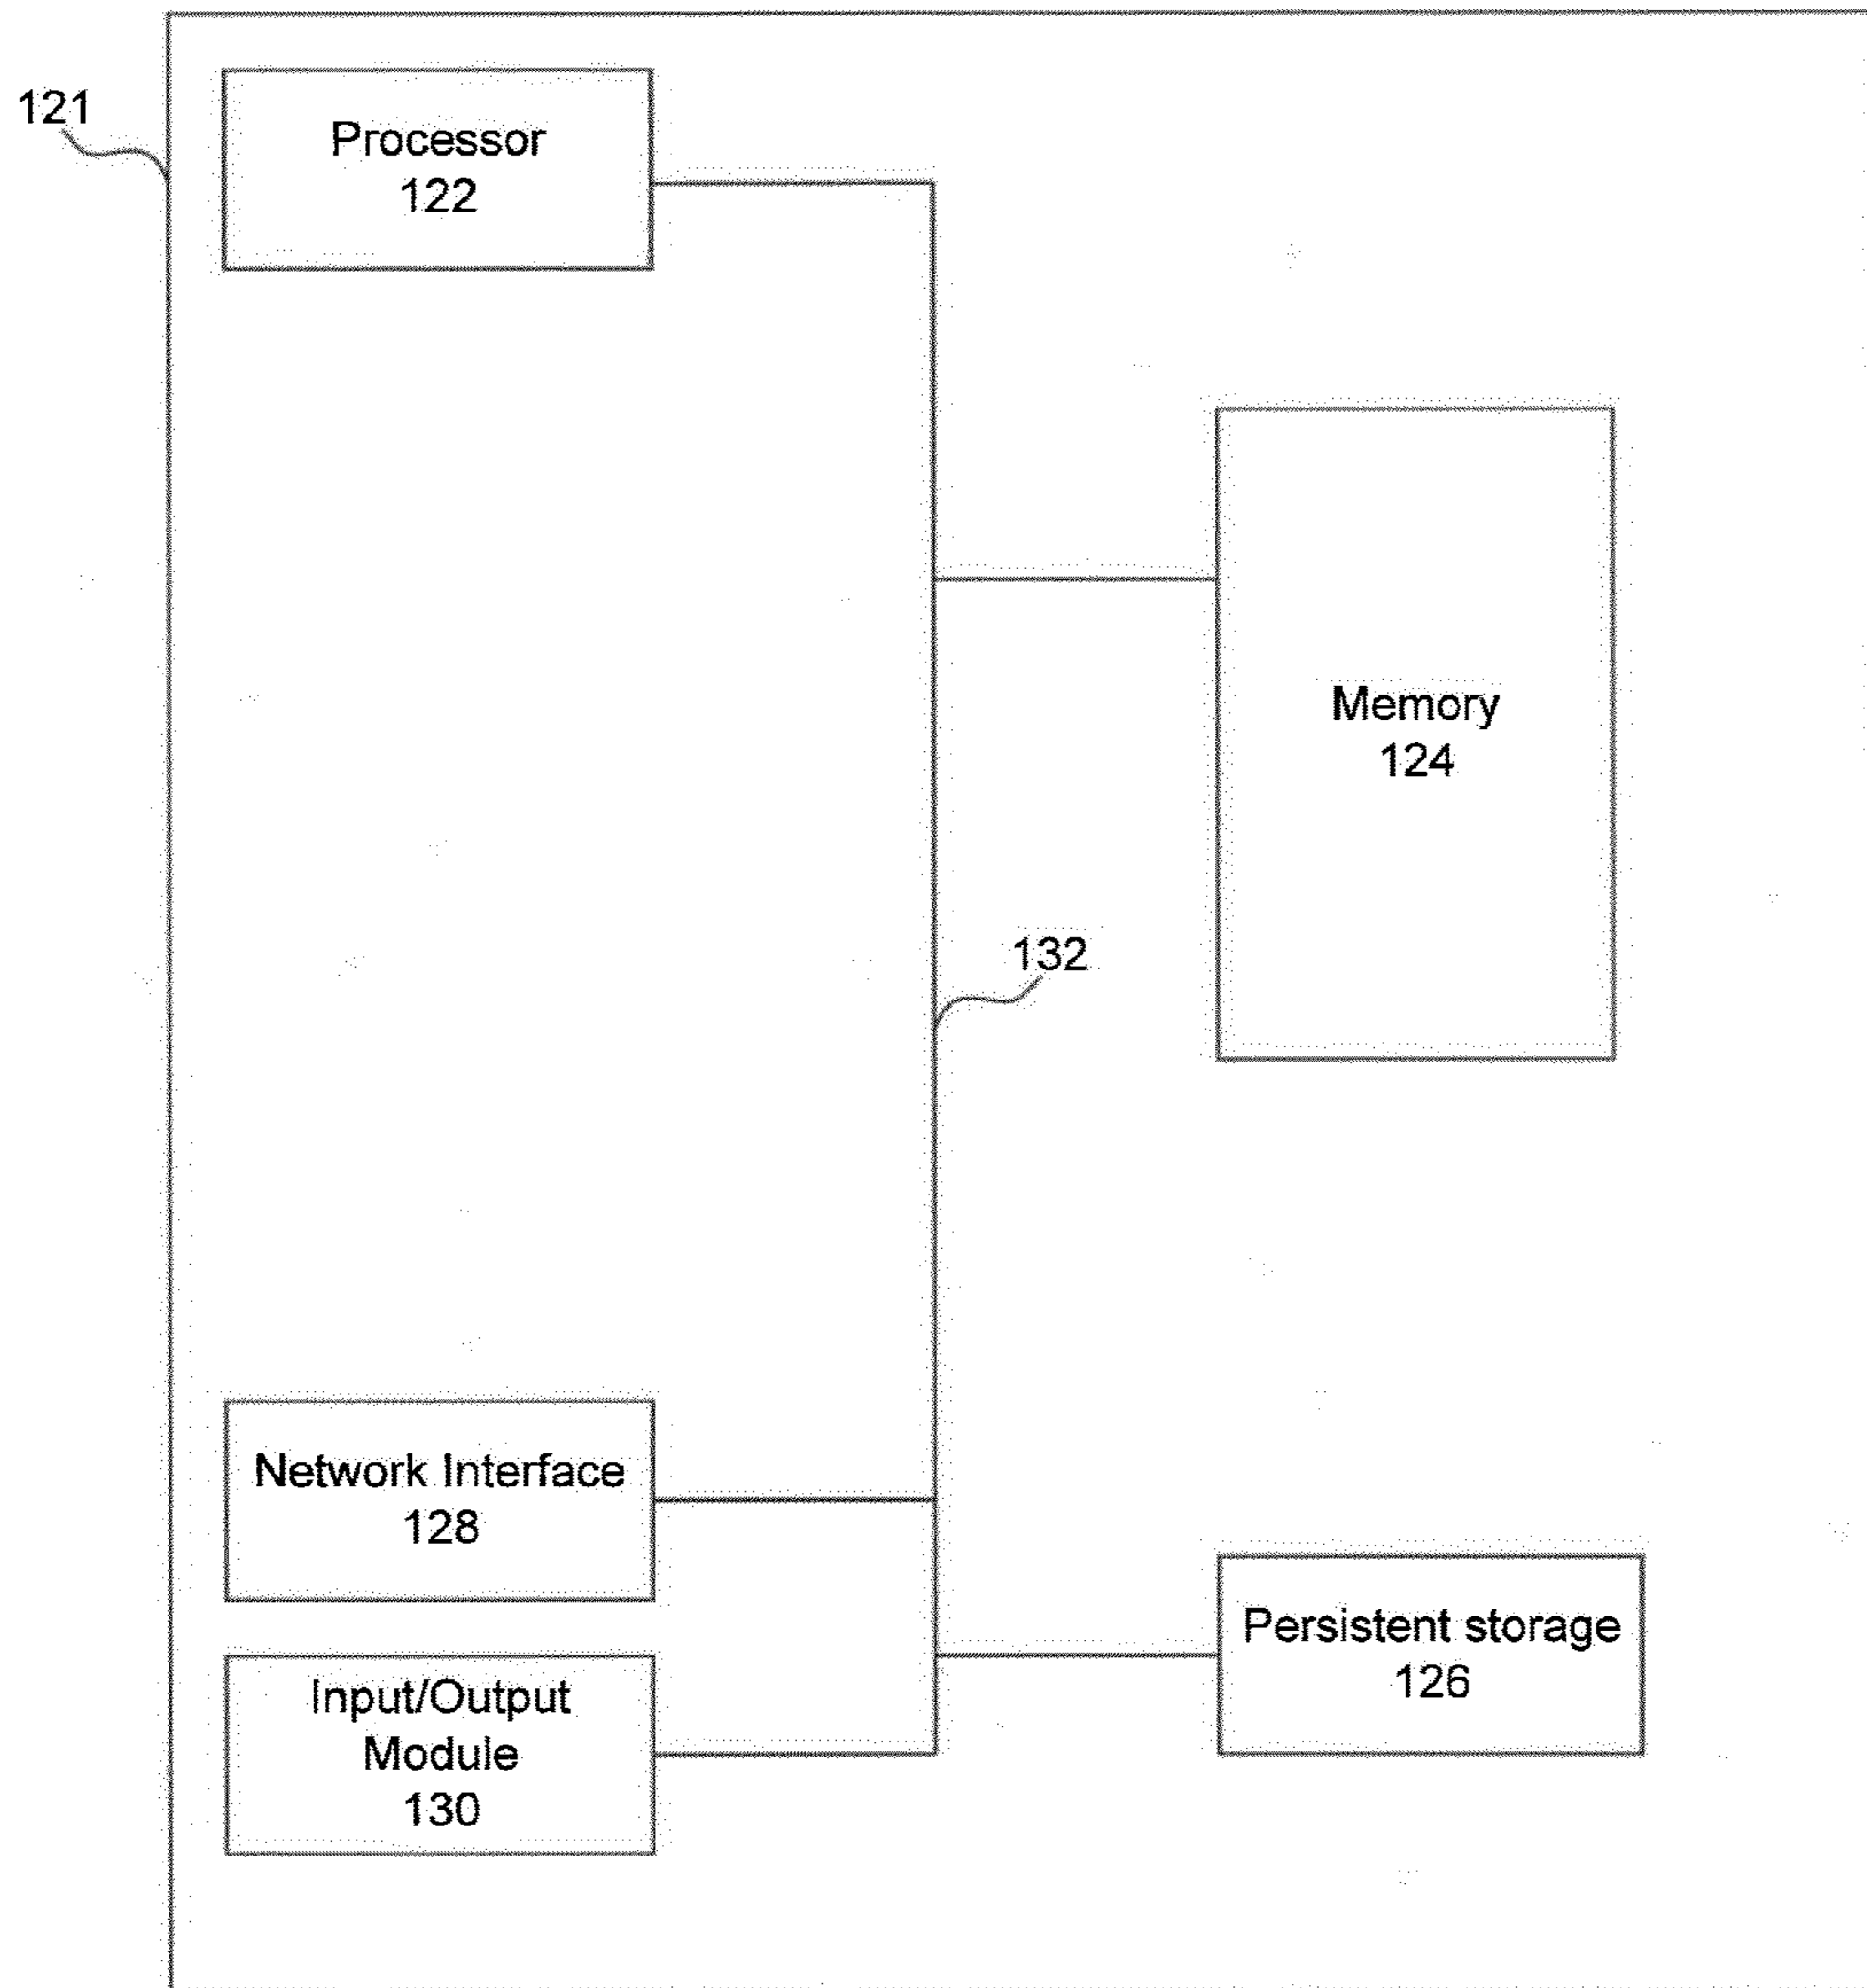 121
Processor
122
Memory
124
132
Network Interface
128
Persistent storage
126
Input/Output
Module
130